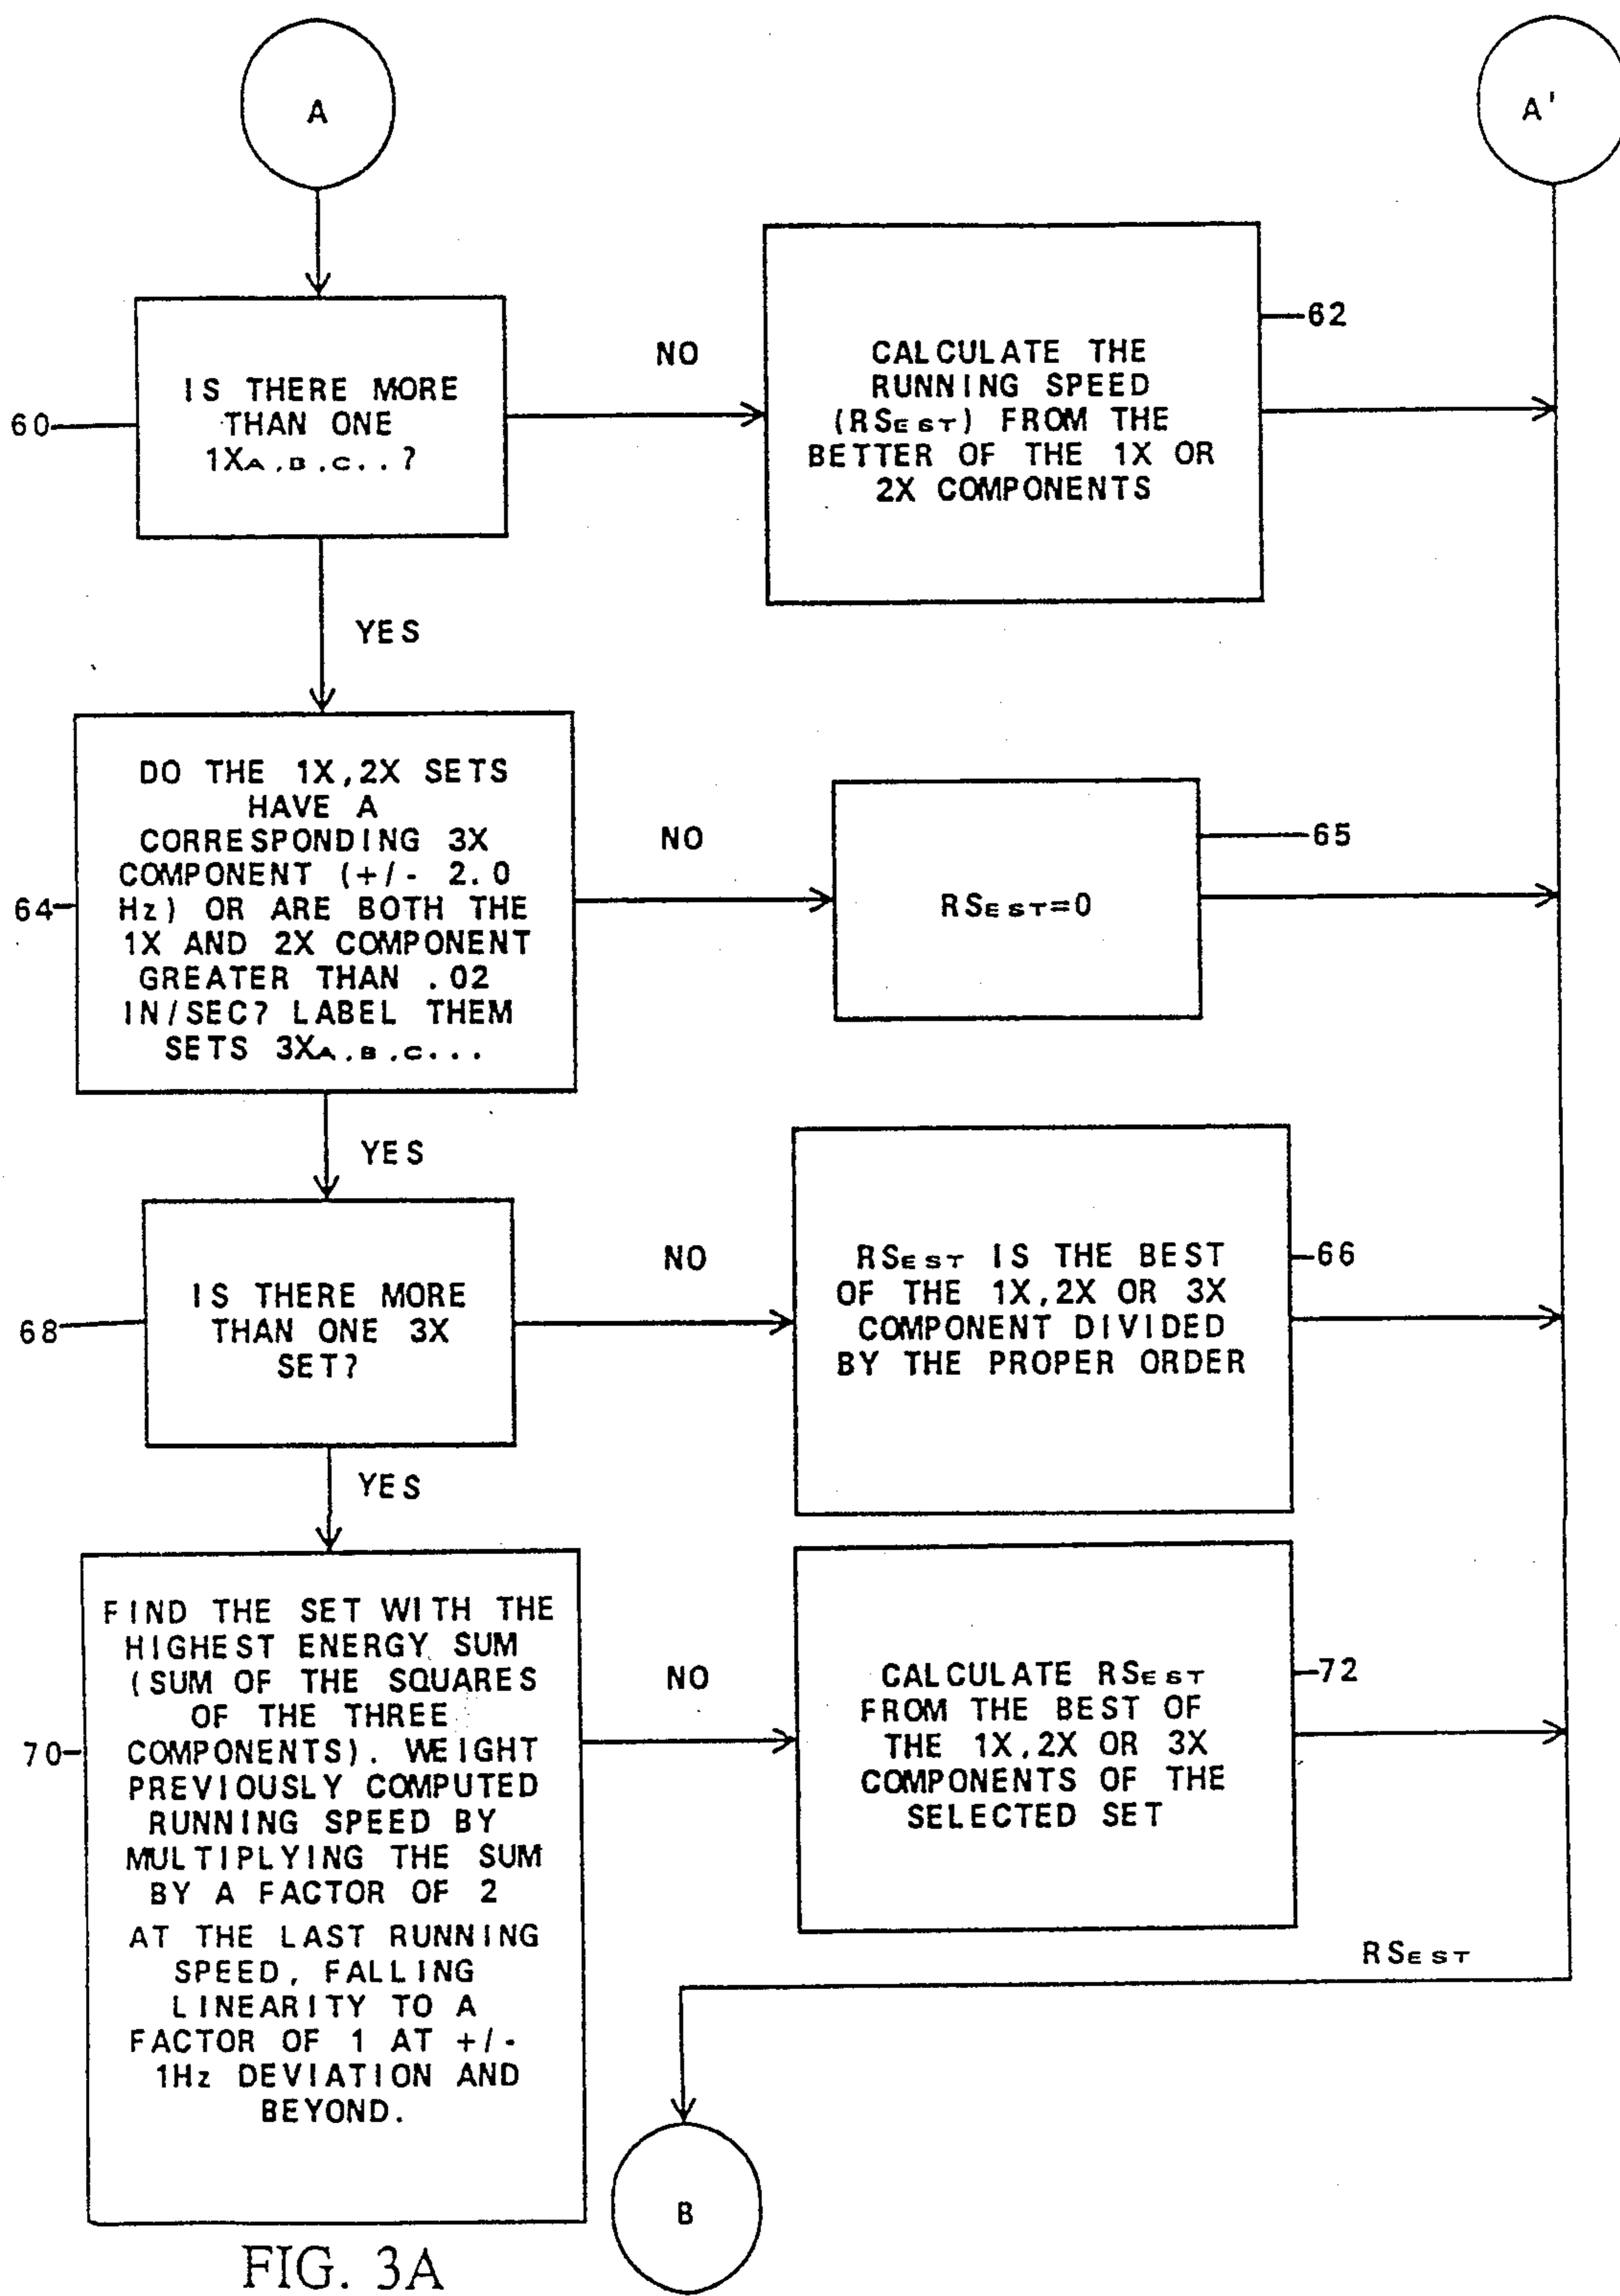 A
A'
IS THERE MORE
THAN ONE
1XA,B,C..?
60
NO
CALCULATE THE
RUNNING SPEED
(RSEST) FROM THE
BETTER OF THE 1X OR
2X COMPONENTS
62
YES
DO THE 1X,2X SETS
HAVE A
CORRESPONDING 3X
COMPONENT (+/- 2.0
Hz) OR ARE BOTH THE
1X AND 2X COMPONENT
GREATER THAN .02
IN/SEC? LABEL THEM
SETS 3XA,B,C...
64
NO
RSEST=0
65
YES
IS THERE MORE
THAN ONE 3X
SET?
68
NO
RSEST IS THE BEST
OF THE 1X,2X OR 3X
COMPONENT DIVIDED
BY THE PROPER ORDER
66
YES
FIND THE SET WITH THE
HIGHEST ENERGY SUM
(SUM OF THE SQUARES
OF THE THREE
COMPONENTS). WEIGHT
PREVIOUSLY COMPUTED
RUNNING SPEED BY
MULTIPLYING THE SUM
BY A FACTOR OF 2
AT THE LAST RUNNING
SPEED, FALLING
LINEARITY TO A
FACTOR OF 1 AT +/-
1Hz DEVIATION AND
BEYOND.
70
NO
CALCULATE RSEST
FROM THE BEST OF
THE 1X,2X OR 3X
COMPONENTS OF THE
SELECTED SET
72
RSEST
B
FIG. 3A